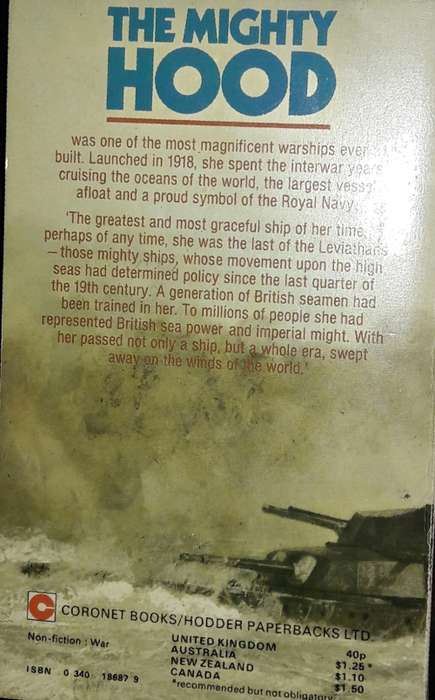 THE MIGHTY
HOOD
was one of the most magnificent warships ever
built. Launched in 1918, she spent the interwar years
cruising the oceans of the world, the largest vessel
afloat and a proud symbol of the Royal Navy.
'The greatest and most graceful ship of her time,
perhaps of any time, she was the last of the Leviathans
– those mighty ships, whose movement upon the high
seas had determined policy since the last quarter of
the 19th century. A generation of British seamen had
been trained in her. To millions of people she had
represented British sea power and imperial might. With
her passed not only a ship, but a whole era, swept
away on the winds of the world.'
C CORONET BOOKS/HODDER PAPERBACKS LTD.
Non-fiction : War
UNITED KINGDOM 40p
AUSTRALIA $1.25*
NEW ZEALAND $1.10
CANADA $1.50
*recommended but not obligatory
ISBN 0 340 18687 9